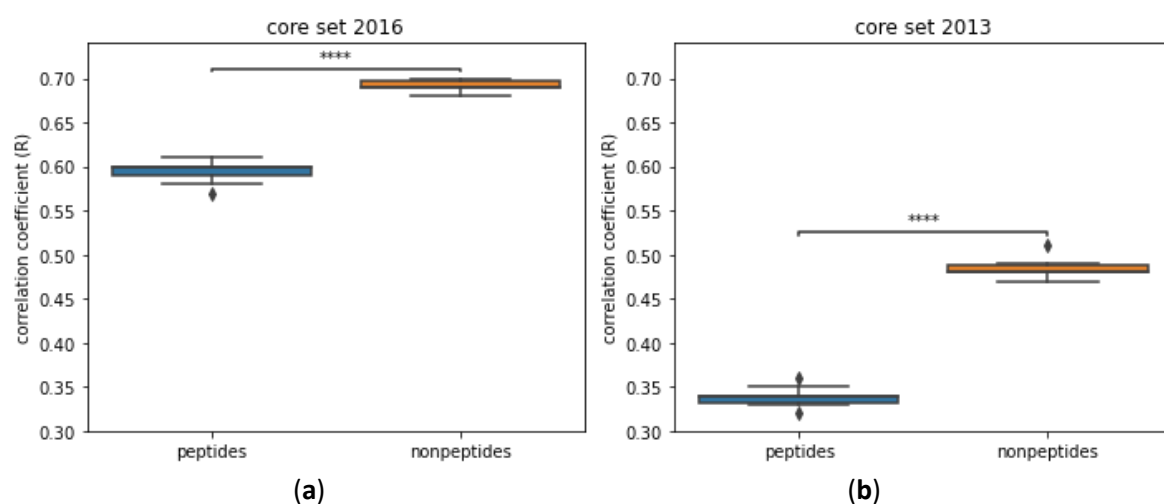 core set 2016
correlation coefficient (R)
0.70
0.65
0.60
0.55
0.50
0.45
0.40
0.35
0.30
****
peptides
nonpeptides
(a)
core set 2013
correlation coefficient (R)
0.70
0.65
0.60
0.55
0.50
0.45
0.40
0.35
0.30
****
peptides
nonpeptides
(b)